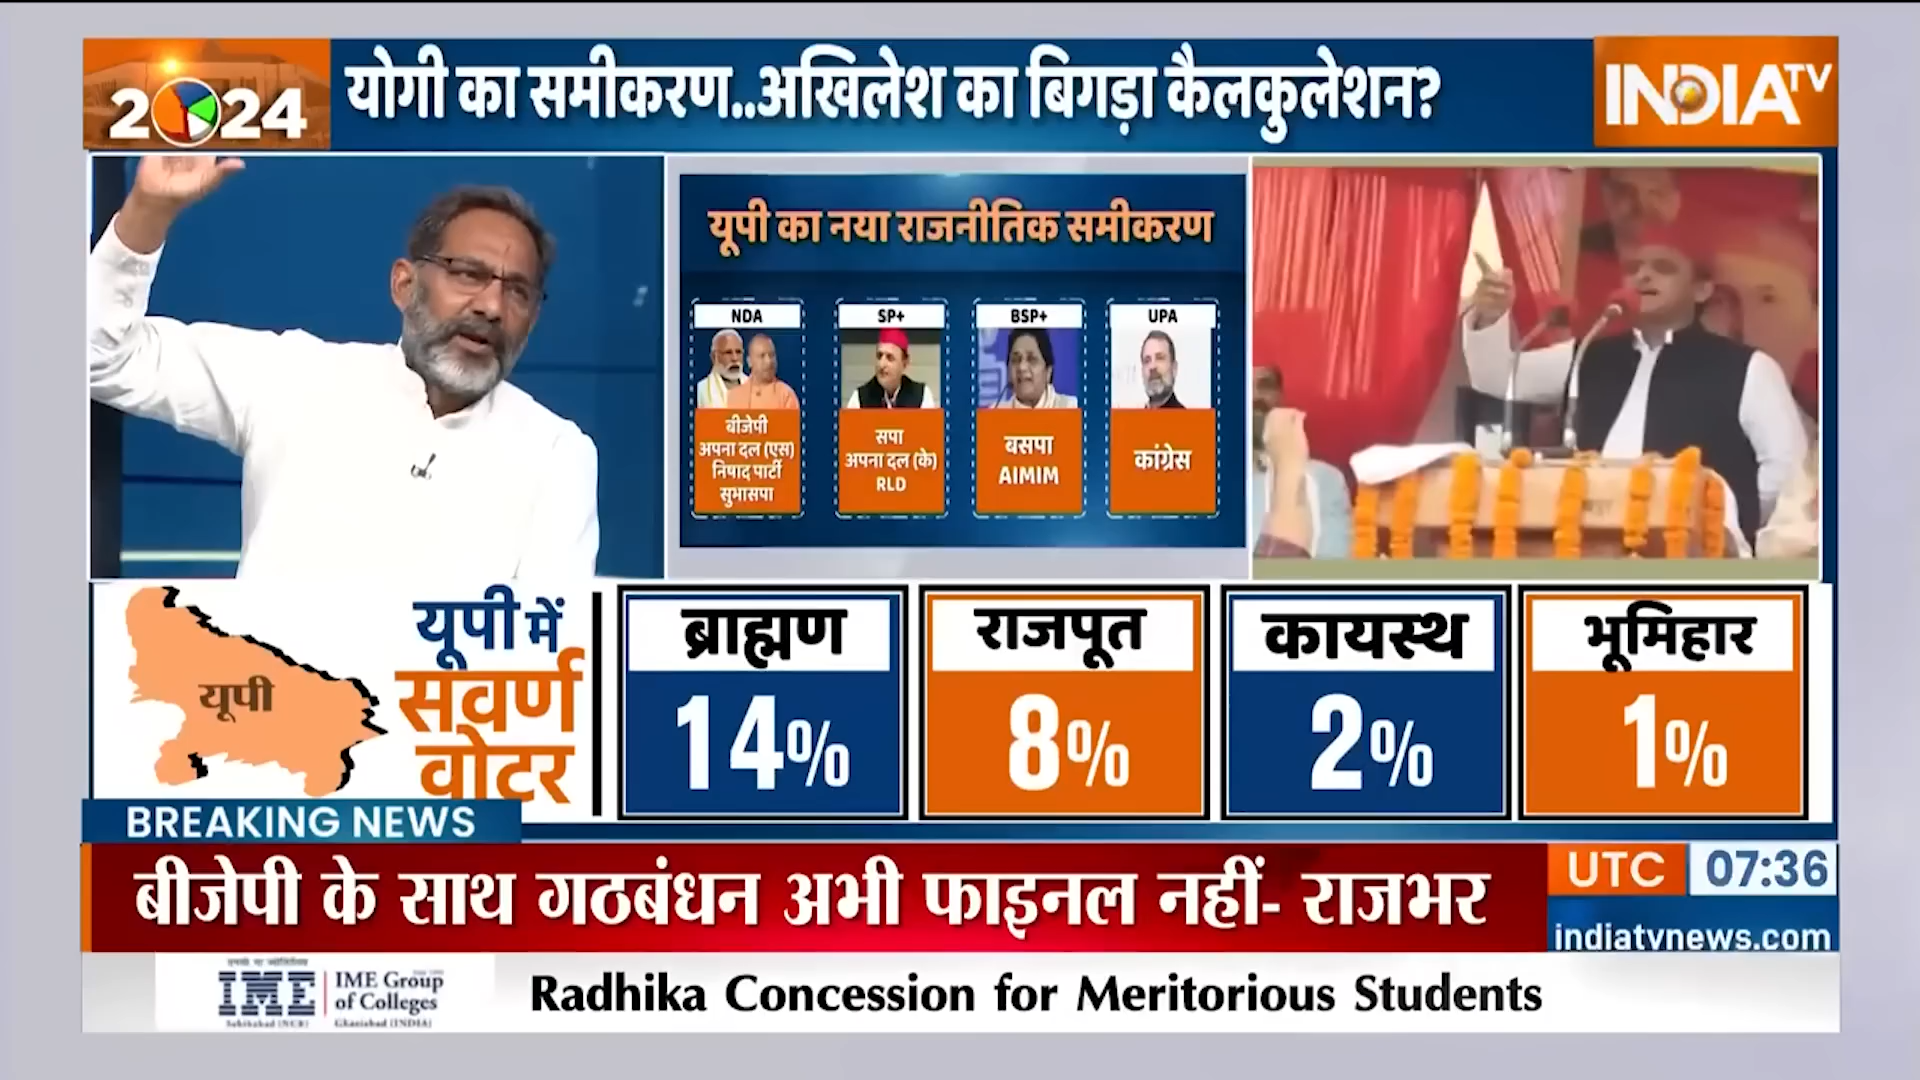 2024
योगी का समीकरण..अखिलेश का बिगड़ा कैलकुलेशन?
INDIA TV
यूपी का नया राजनीतिक समीकरण
NDA
बीजेपी
अपना दल (एस)
निषाद पार्टी
सुभासपा
SP+
सपा
अपना दल (के)
RLD
BSP+
बसपा
AIMIM
UPA
कांग्रेस
यूपी
यूपी में
सवर्ण
वोटर
ब्राह्मण
14%
राजपूत
8%
कायस्थ
2%
भूमिहार
1%
BREAKING NEWS
बीजेपी के साथ गठबंधन अभी फाइनल नहीं- राजभर
UTC 07:36
indiatvnews.com
IME
IME Group
of Colleges
Ghaziabad (INDIA)
Radhika Concession for Meritorious Students